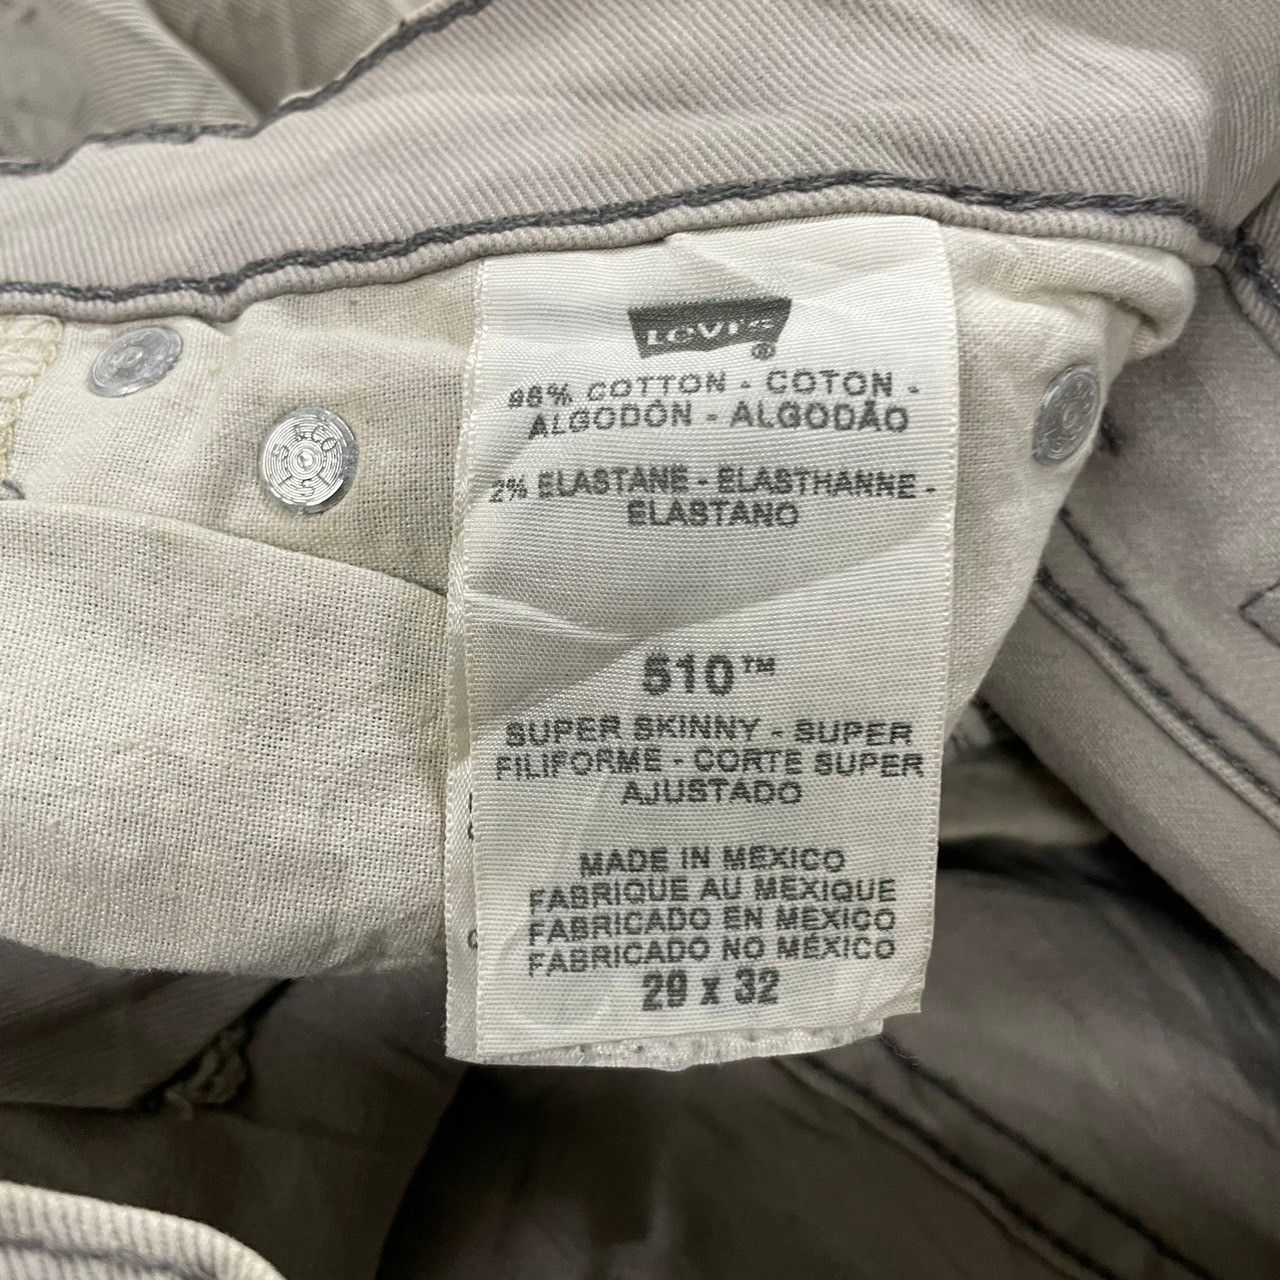 Levi's®
98% COTTON - COTON -
ALGODÓN - ALGODÃO
2% ELASTANE - ELASTHANNE -
ELASTANO
510™
SUPER SKINNY - SUPER
FILIFORME - CORTE SUPER
AJUSTADO
MADE IN MEXICO
FABRIQUE AU MEXIQUE
FABRICADO EN MEXICO
FABRICADO NO MÉXICO
29 x 32